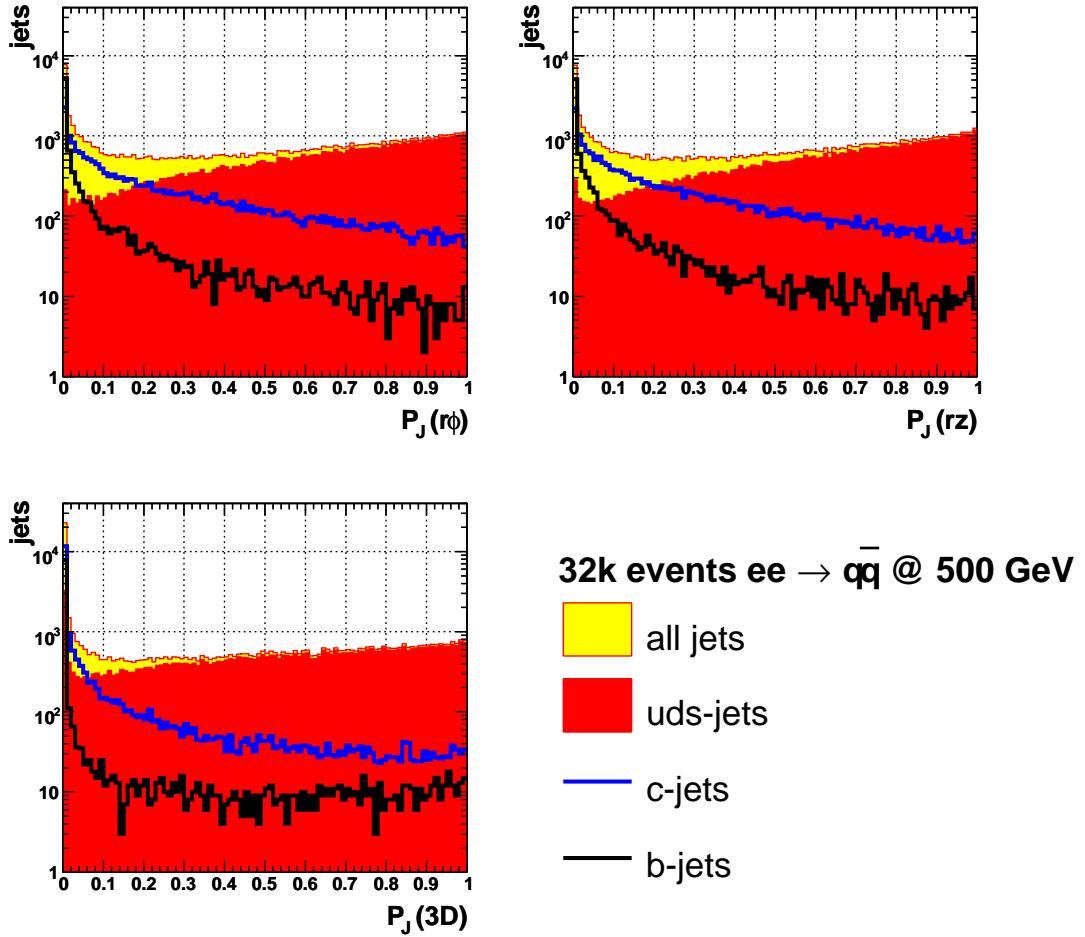 jets
10⁴
10³
10²
10
1
0 0.1 0.2 0.3 0.4 0.5 0.6 0.7 0.8 0.9 1
P_J (rϕ)
jets
10⁴
10³
10²
10
1
0 0.1 0.2 0.3 0.4 0.5 0.6 0.7 0.8 0.9 1
P_J (rz)
jets
10⁴
10³
10²
10
1
0 0.1 0.2 0.3 0.4 0.5 0.6 0.7 0.8 0.9 1
P_J (3D)
32k events ee → qq̅ @ 500 GeV
all jets
uds-jets
c-jets
b-jets